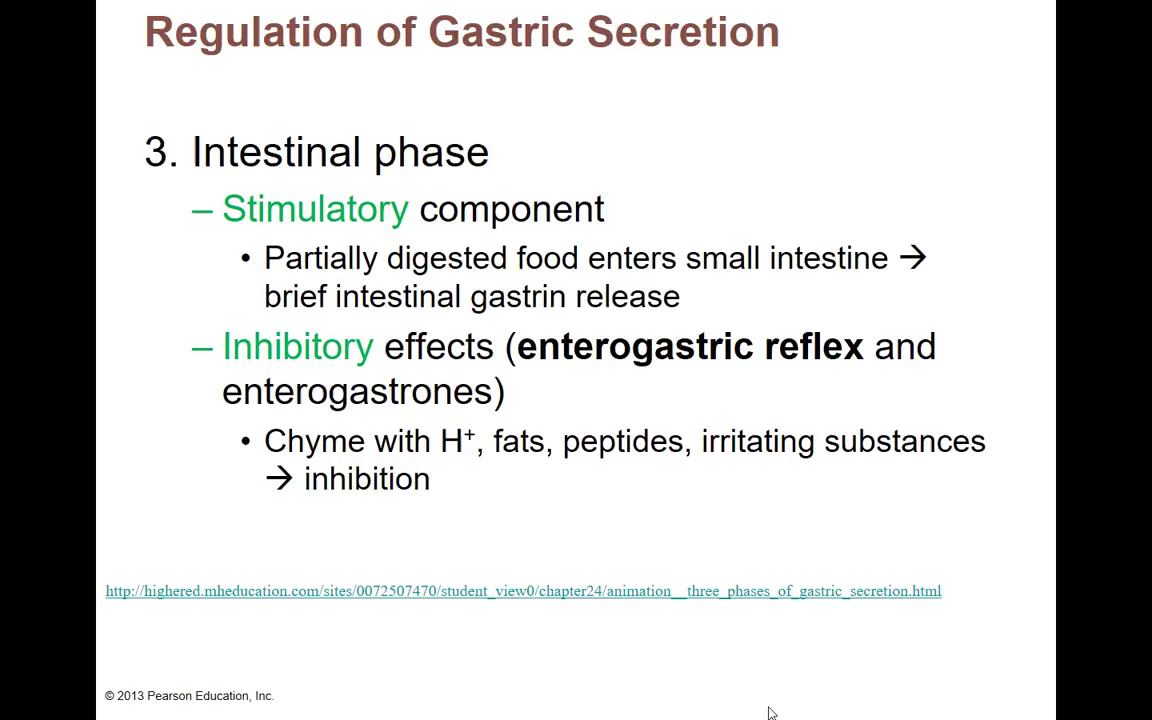 Regulation of Gastric Secretion
3. Intestinal phase
– Stimulatory component
• Partially digested food enters small intestine →
brief intestinal gastrin release
– Inhibitory effects (enterogastric reflex and
enterogastrones)
• Chyme with H⁺, fats, peptides, irritating substances
→ inhibition
http://highered.mheducation.com/sites/0072507470/student_view0/chapter24/animation__three_phases_of_gastric_secretion.html
© 2013 Pearson Education, Inc.